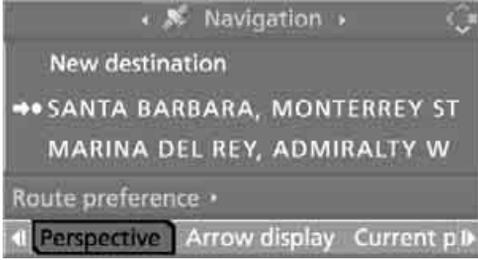 Navigation
New destination
SANTA BARBARA, MONTERREY ST
MARINA DEL REY, ADMIRALTY W
Route preference
Perspective Arrow display Current p